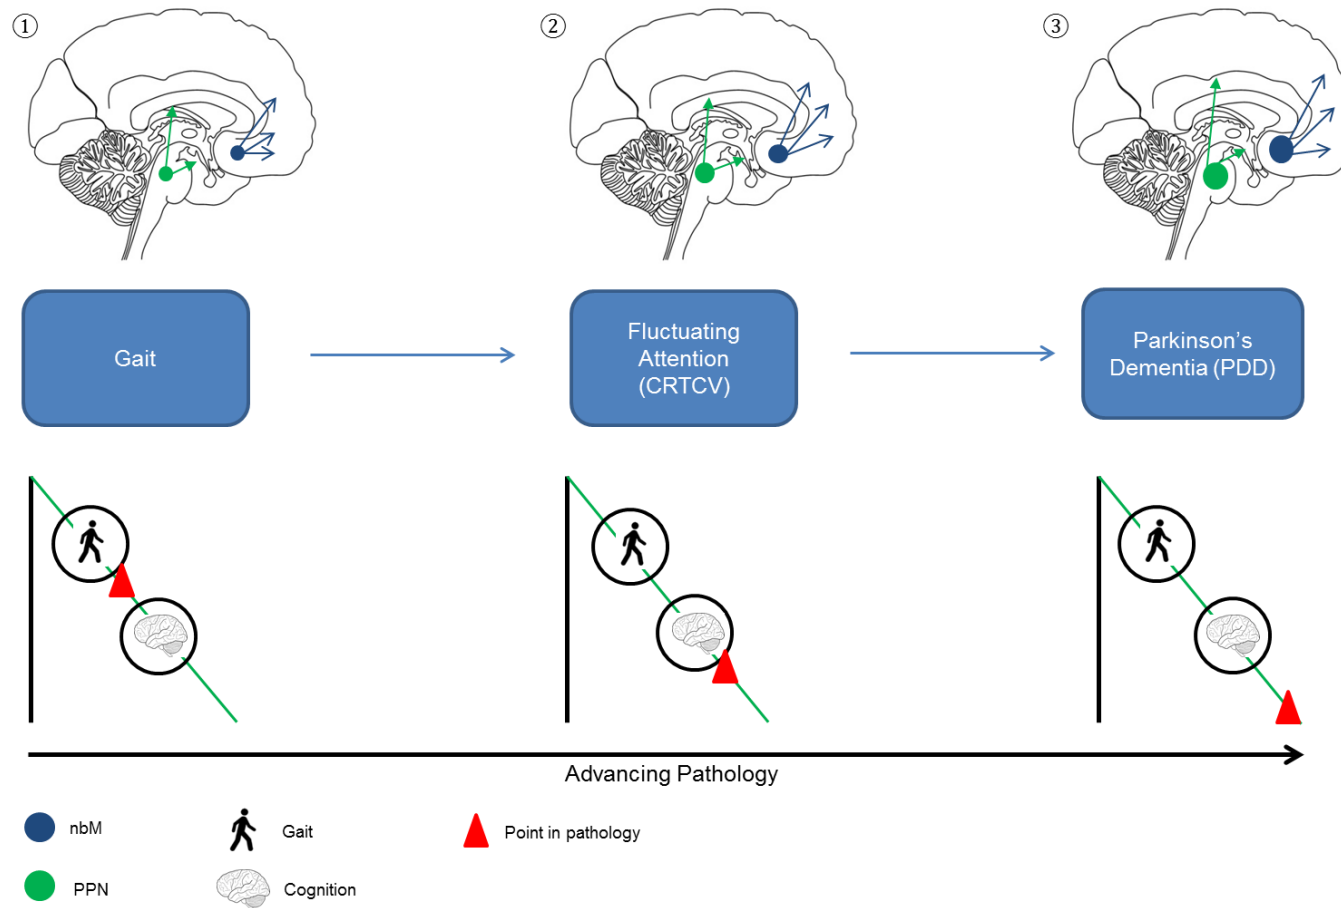 ① ② ③
Gait
Fluctuating
Attention
(CRTCV)
Parkinson’s
Dementia (PDD)
Advancing Pathology
nbM
Gait
Point in pathology
PPN
Cognition